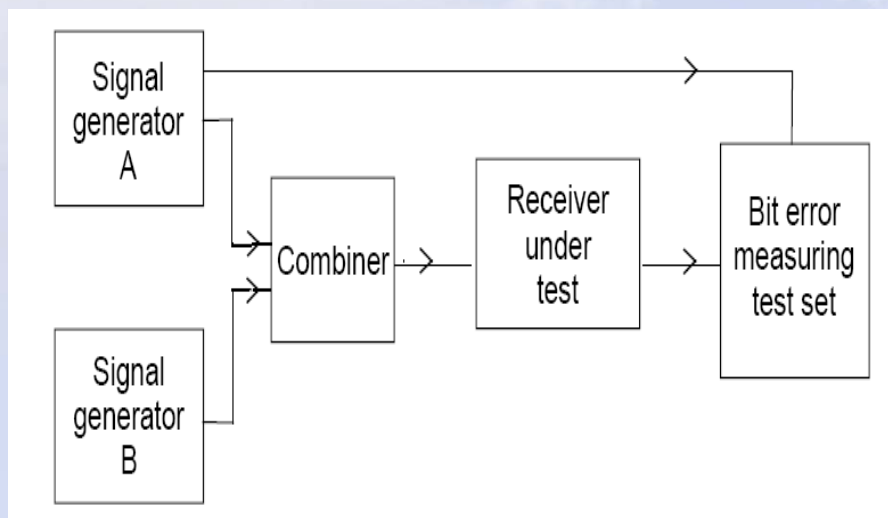 Signal
generator
A
Combiner
Receiver
under
test
Bit error
measuring
test set
Signal
generator
B